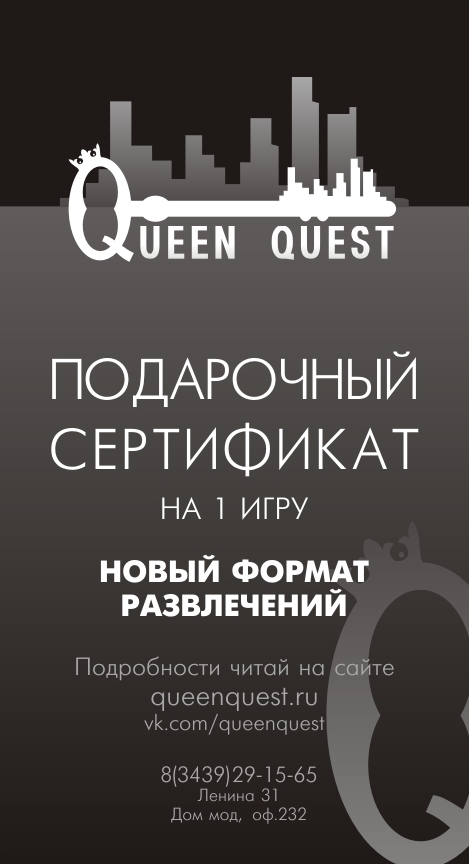 QUEEN QUEST
ПОДАРОЧНЫЙ
СЕРТИФИКАТ
НА 1 ИГРУ
НОВЫЙ ФОРМАТ
РАЗВЛЕЧЕНИЙ
Подробности читай на сайте
queenquest.ru
vk.com/queenquest
8(3439)29-15-65
Ленина 31
Дом мод, оф.232